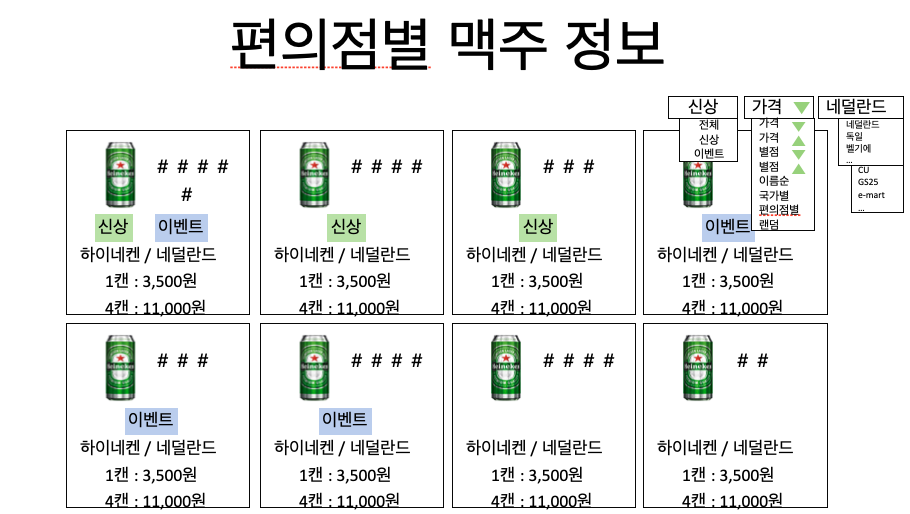 편의점별 맥주 정보
신상
가격
네덜란드
전체
신상
이벤트
가격
가격
별점
별점
이름순
국가별
편의점별
랜덤
네덜란드
독일
벨기에
...
CU
GS25
e-mart
...
Heineken
# # # #
#
신상 이벤트
하이네켄 / 네덜란드
1캔 : 3,500원
4캔 : 11,000원
Heineken
# # # #
신상
하이네켄 / 네덜란드
1캔 : 3,500원
4캔 : 11,000원
Heineken
# # #
신상
하이네켄 / 네덜란드
1캔 : 3,500원
4캔 : 11,000원
Heineken
이벤트
하이네켄 / 네덜란드
1캔 : 3,500원
4캔 : 11,000원
Heineken
# # #
이벤트
하이네켄 / 네덜란드
1캔 : 3,500원
4캔 : 11,000원
Heineken
# # # #
이벤트
하이네켄 / 네덜란드
1캔 : 3,500원
4캔 : 11,000원
Heineken
# # # #
하이네켄 / 네덜란드
1캔 : 3,500원
4캔 : 11,000원
Heineken
# #
하이네켄 / 네덜란드
1캔 : 3,500원
4캔 : 11,000원